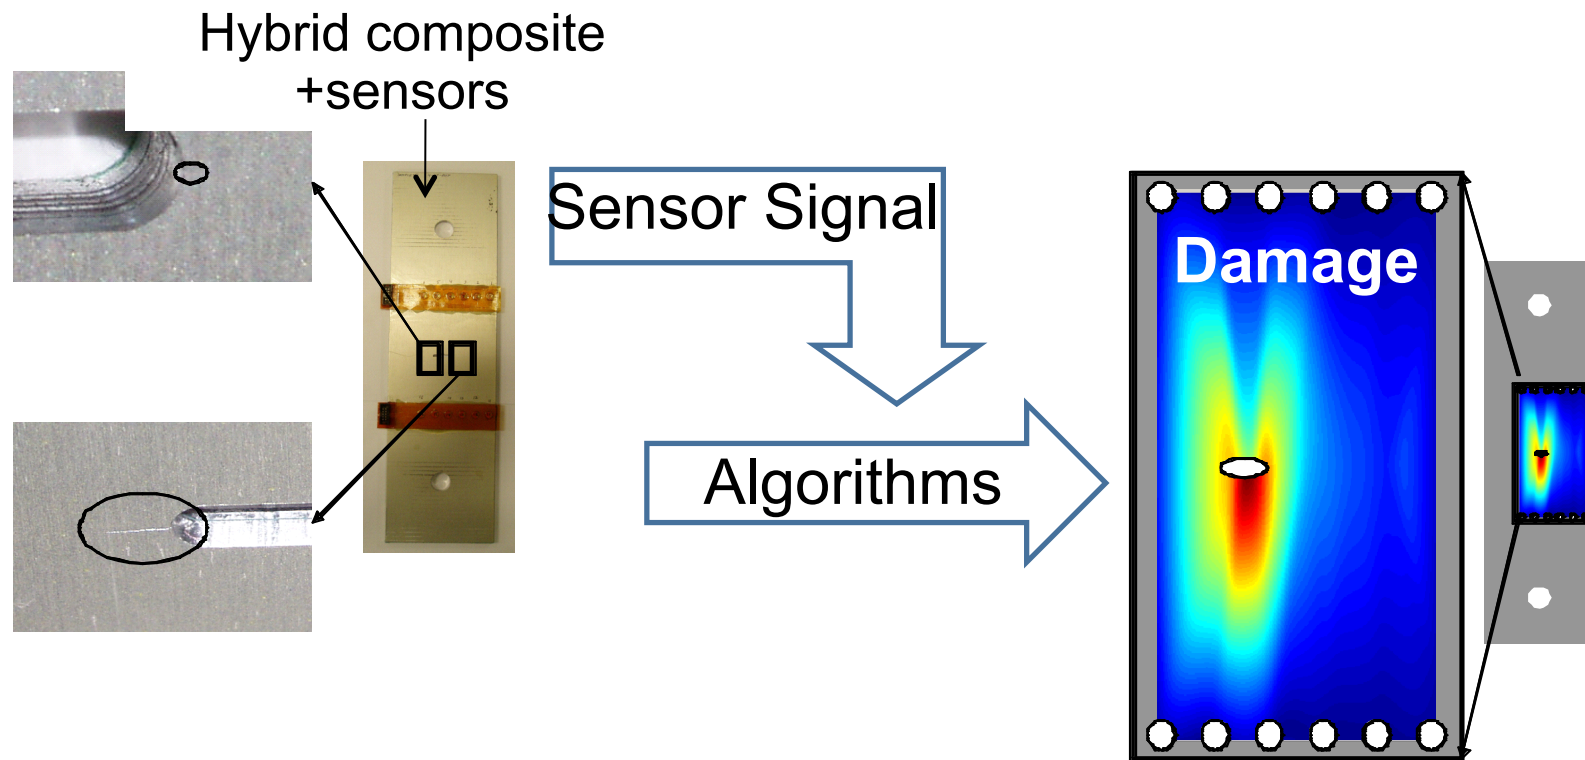 Hybrid composite
+sensors
Sensor Signal
Damage
Algorithms